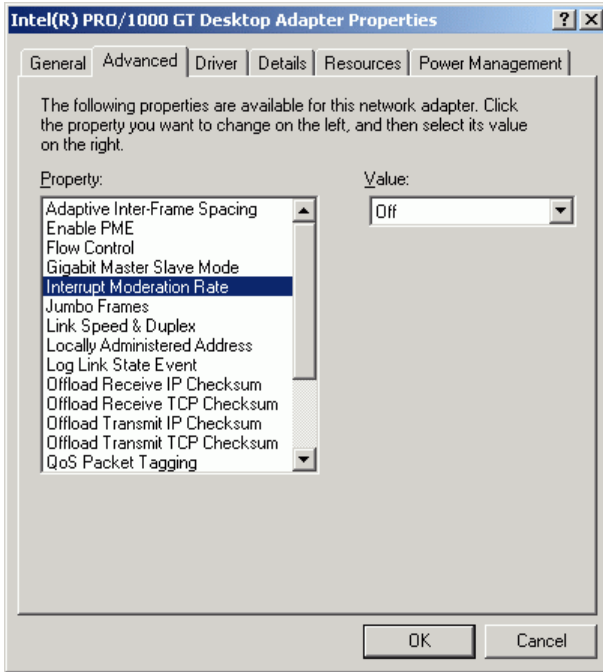 Intel(R) PRO/1000 GT Desktop Adapter Properties
General Advanced Driver Details Resources Power Management
The following properties are available for this network adapter. Click
the property you want to change on the left, and then select its value
on the right.
Property:
Adaptive Inter-Frame Spacing
Enable PME
Flow Control
Gigabit Master Slave Mode
Interrupt Moderation Rate
Jumbo Frames
Link Speed & Duplex
Locally Administered Address
Log Link State Event
Offload Receive IP Checksum
Offload Receive TCP Checksum
Offload Transmit IP Checksum
Offload Transmit TCP Checksum
QoS Packet Tagging
Value:
Off
OK Cancel